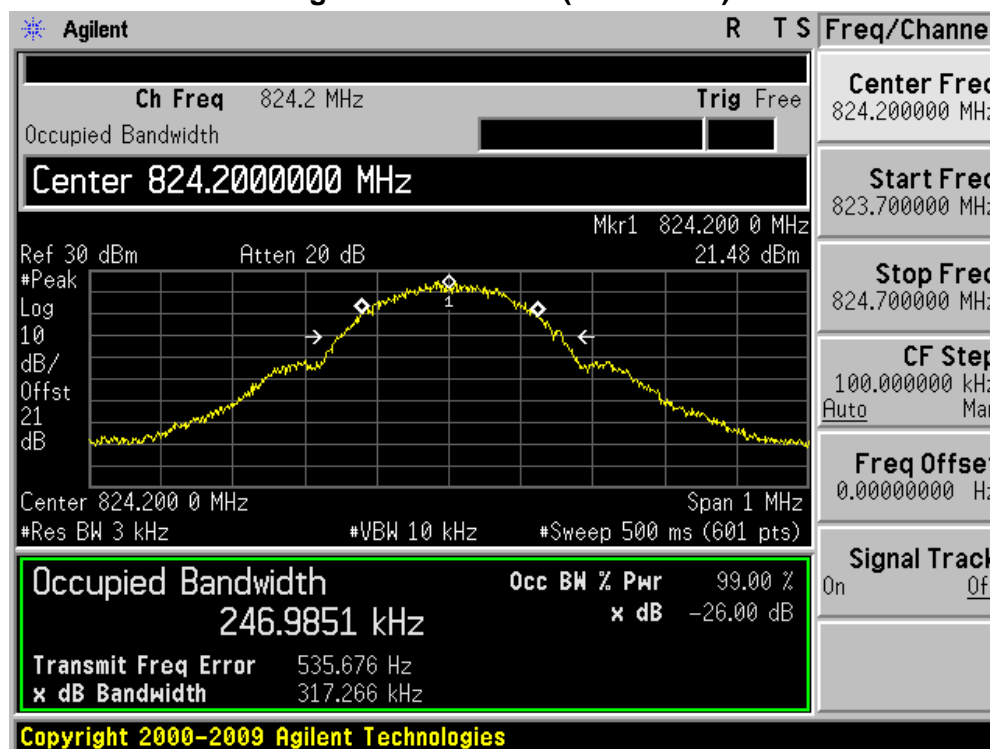 Agilent R T S Freq/Channe
Ch Freq 824.2 MHz Trig Free
Occupied Bandwidth
Center 824.2000000 MHz
Mkr1 824.200 0 MHz
Ref 30 dBm Atten 20 dB 21.48 dBm
#Peak
Log
10
dB/
Offst
21
dB
1
Center 824.200 0 MHz Span 1 MHz
#Res BW 3 kHz #VBW 10 kHz #Sweep 500 ms (601 pts)
Occupied Bandwidth Occ BW % Pwr 99.00 %
246.9851 kHz x dB -26.00 dB
Transmit Freq Error 535.676 Hz
x dB Bandwidth 317.266 kHz
Copyright 2000-2009 Agilent Technologies
Center Freq
824.200000 MHz
Start Freq
823.700000 MHz
Stop Freq
824.700000 MHz
CF Step
100.000000 kHz
Auto Man
Freq Offset
0.00000000 Hz
Signal Track
On Of